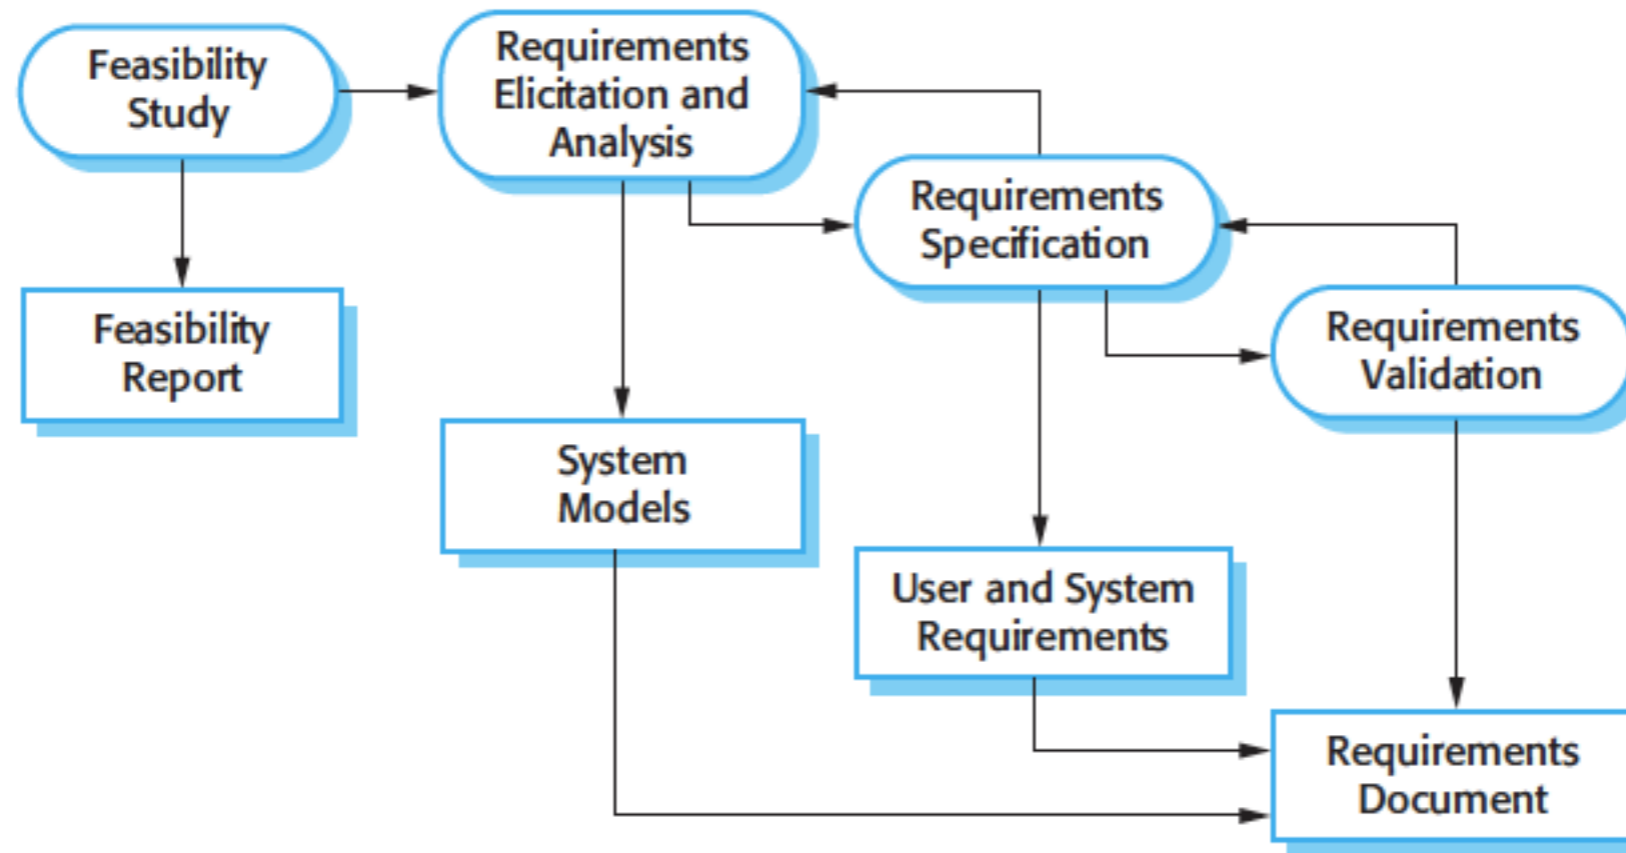 Feasibility
Study
Requirements
Elicitation and
Analysis
Requirements
Specification
Requirements
Validation
Feasibility
Report
System
Models
User and System
Requirements
Requirements
Document